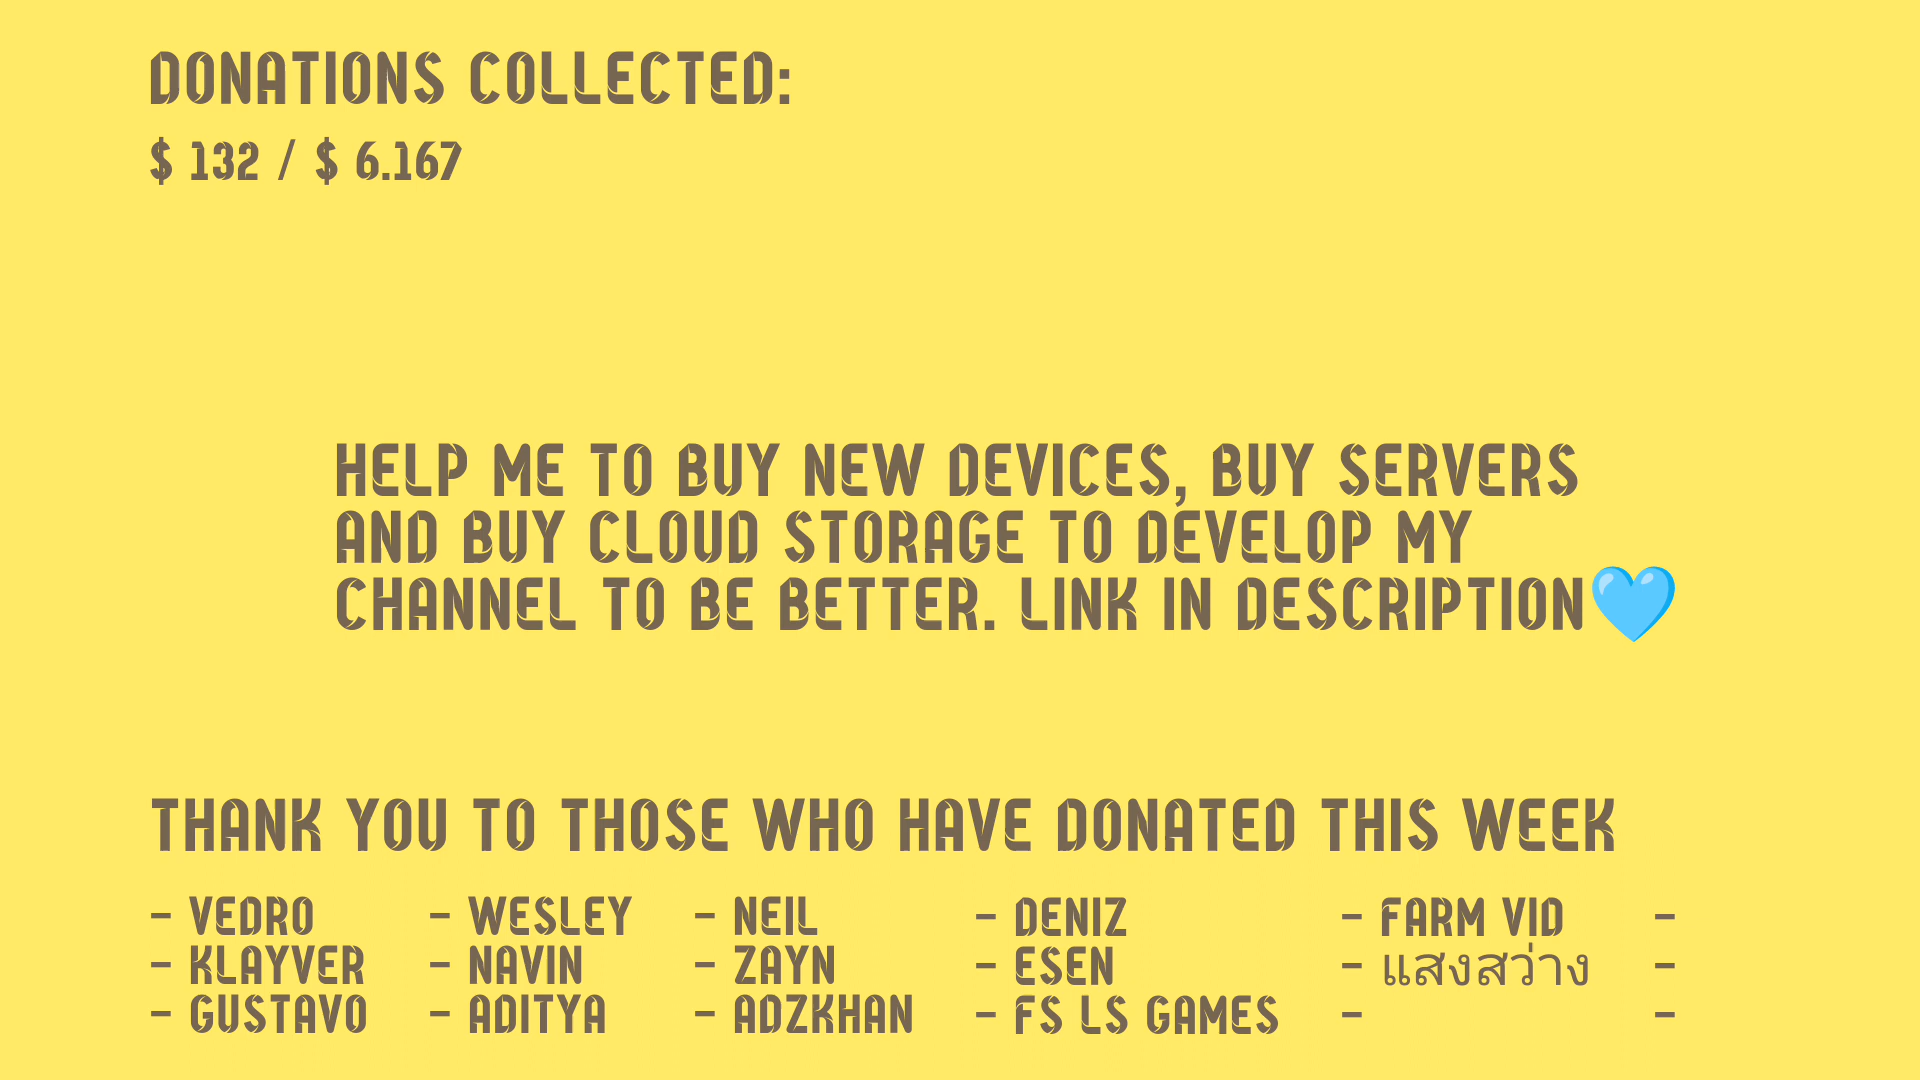 DONATIONS COLLECTED:
$ 132 / $ 6.167
HELP ME TO BUY NEW DEVICES, BUY SERVERS
AND BUY CLOUD STORAGE TO DEVELOP MY
CHANNEL TO BE BETTER. LINK IN DESCRIPTION🩵
THANK YOU TO THOSE WHO HAVE DONATED THIS WEEK
- VEDRO
- KLAYVER
- GUSTAVO
- WESLEY
- NAVIN
- ADITYA
- NEIL
- ZAYN
- ADZKHAN
- DENIZ
- ESEN
- FS LS GAMES
- FARM VID
- แสงสว่าง
-
-
-
-